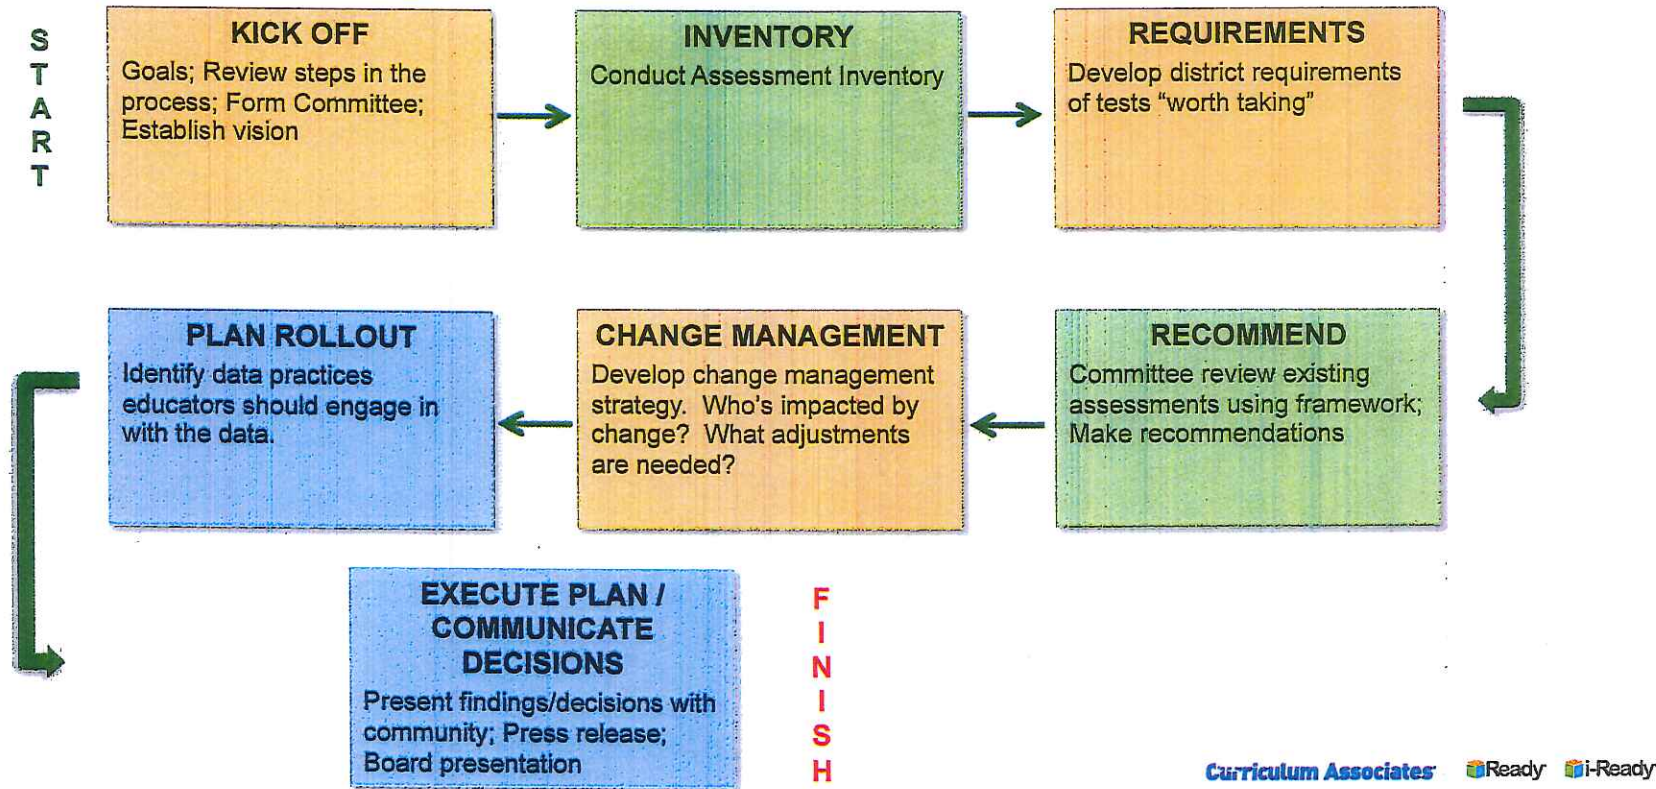 START
KICK OFF
Goals; Review steps in the
process; Form Committee;
Establish vision
INVENTORY
Conduct Assessment Inventory
REQUIREMENTS
Develop district requirements
of tests “worth taking”
RECOMMEND
Committee review existing
assessments using framework;
Make recommendations
CHANGE MANAGEMENT
Develop change management
strategy. Who's impacted by
change? What adjustments
are needed?
PLAN ROLLOUT
Identify data practices
educators should engage in
with the data.
EXECUTE PLAN /
COMMUNICATE
DECISIONS
Present findings/decisions with
community; Press release;
Board presentation
FINISH
Curriculum Associates Ready i-Ready